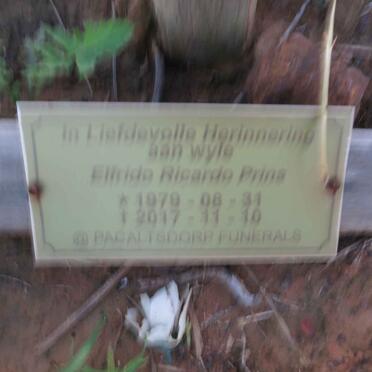 In Liefdevolle Herinnering
aan wyle
Elfrido Ricardo Prins
* 1979 - 08 - 31
† 2017 - 11 - 10
@ PACALTSDORP FUNERALS